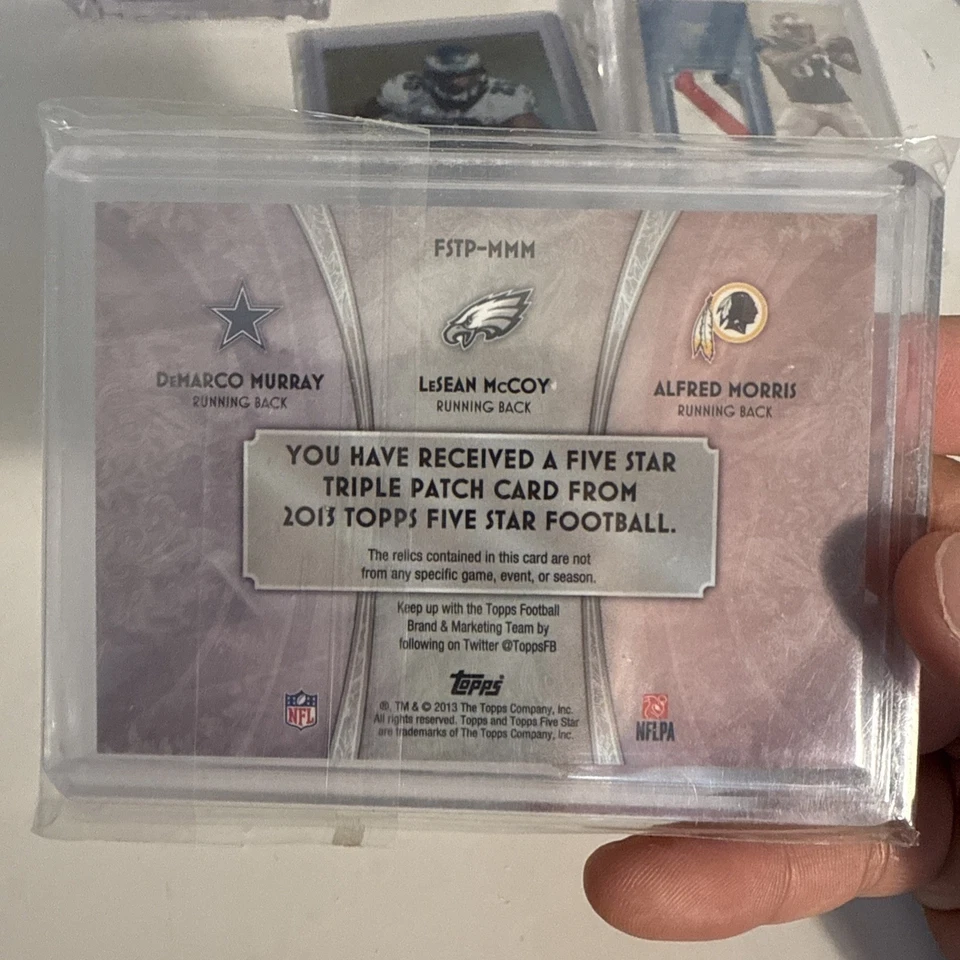 FSTP-MMM
DEMARCO MURRAY
RUNNING BACK
LESEAN MCCOY
RUNNING BACK
ALFRED MORRIS
RUNNING BACK
YOU HAVE RECEIVED A FIVE STAR
TRIPLE PATCH CARD FROM
2013 TOPPS FIVE STAR FOOTBALL.
The relics contained in this card are not
from any specific game, event, or season.
Keep up with the Topps Football
Brand & Marketing Team by
following on Twitter @ToppsFB
topps
®, TM & © 2013 The Topps Company, Inc.
All rights reserved. Topps and Topps Five Star
are trademarks of The Topps Company, Inc.
NFL
NFLPA